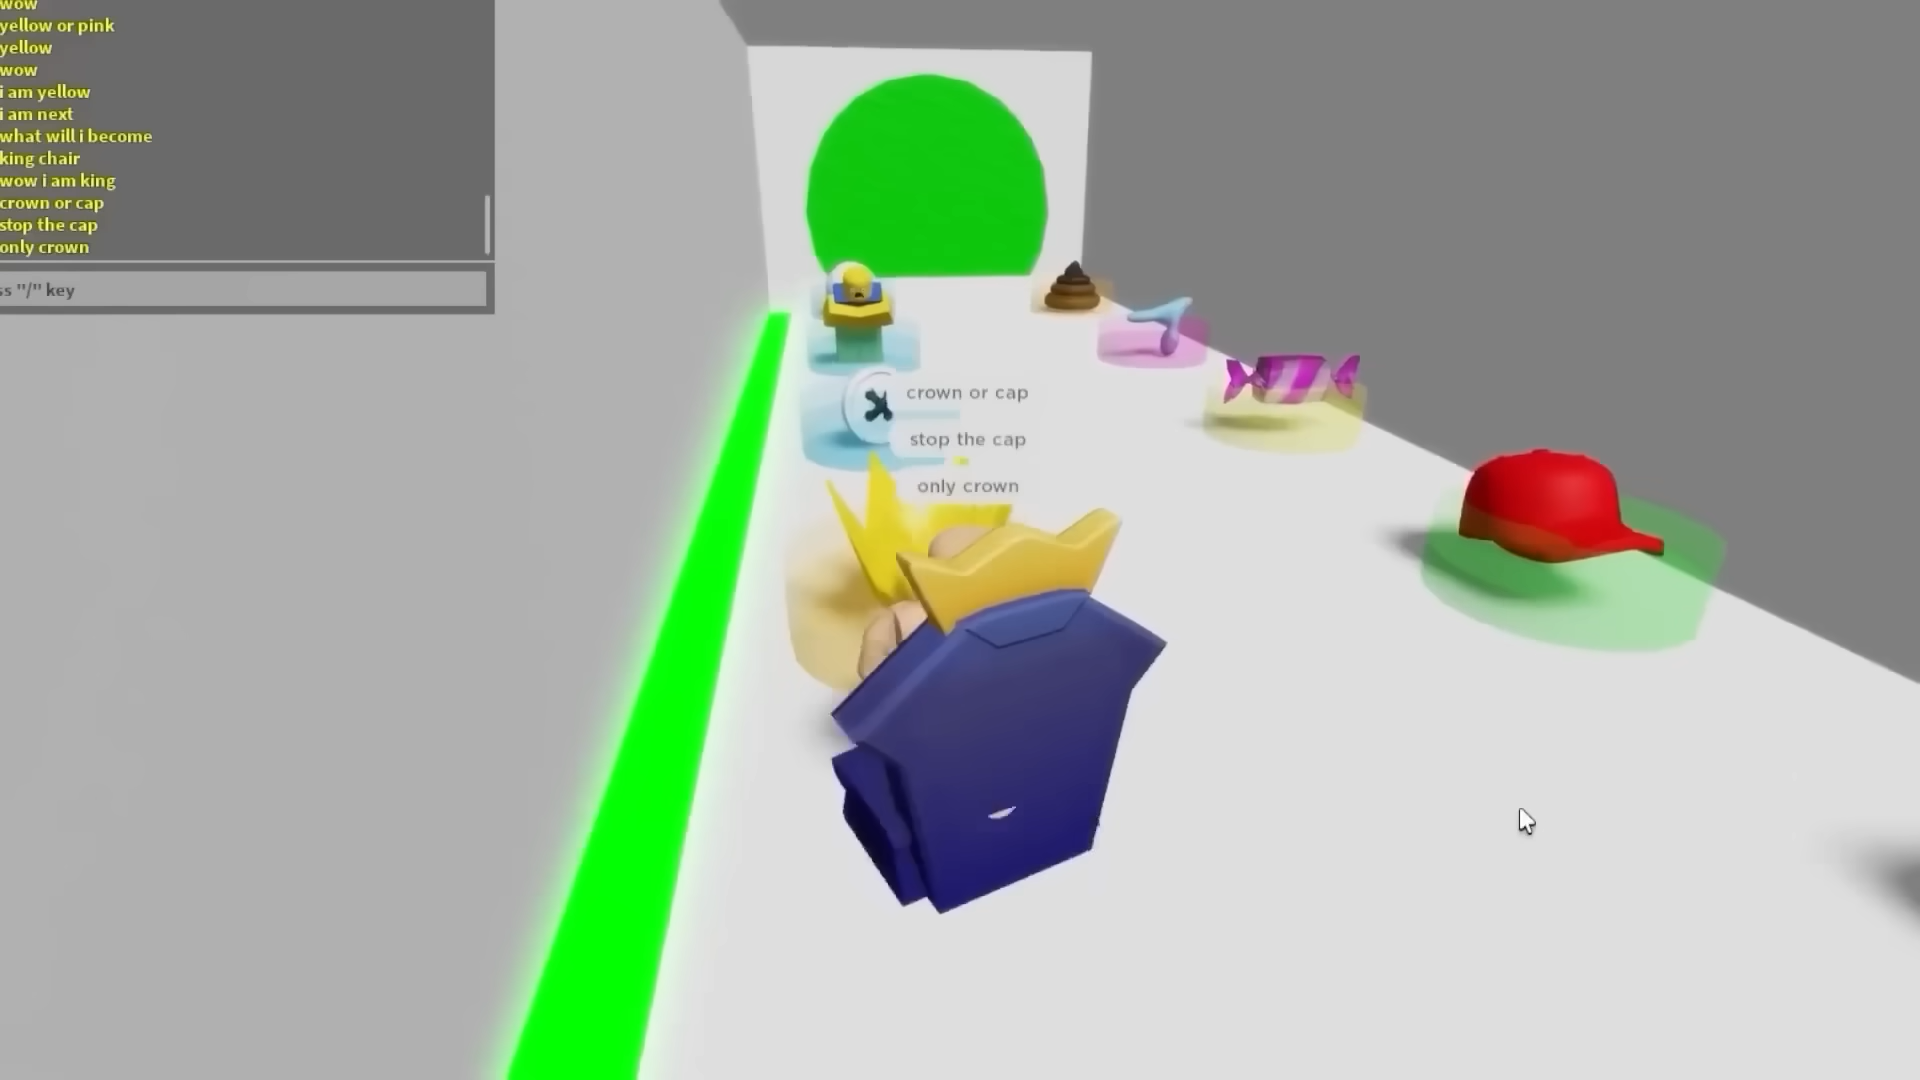 wow
yellow or pink
yellow
wow
i am yellow
i am next
what will i become
king chair
wow i am king
crown or cap
stop the cap
only crown
"/" key
crown or cap
stop the cap
only crown